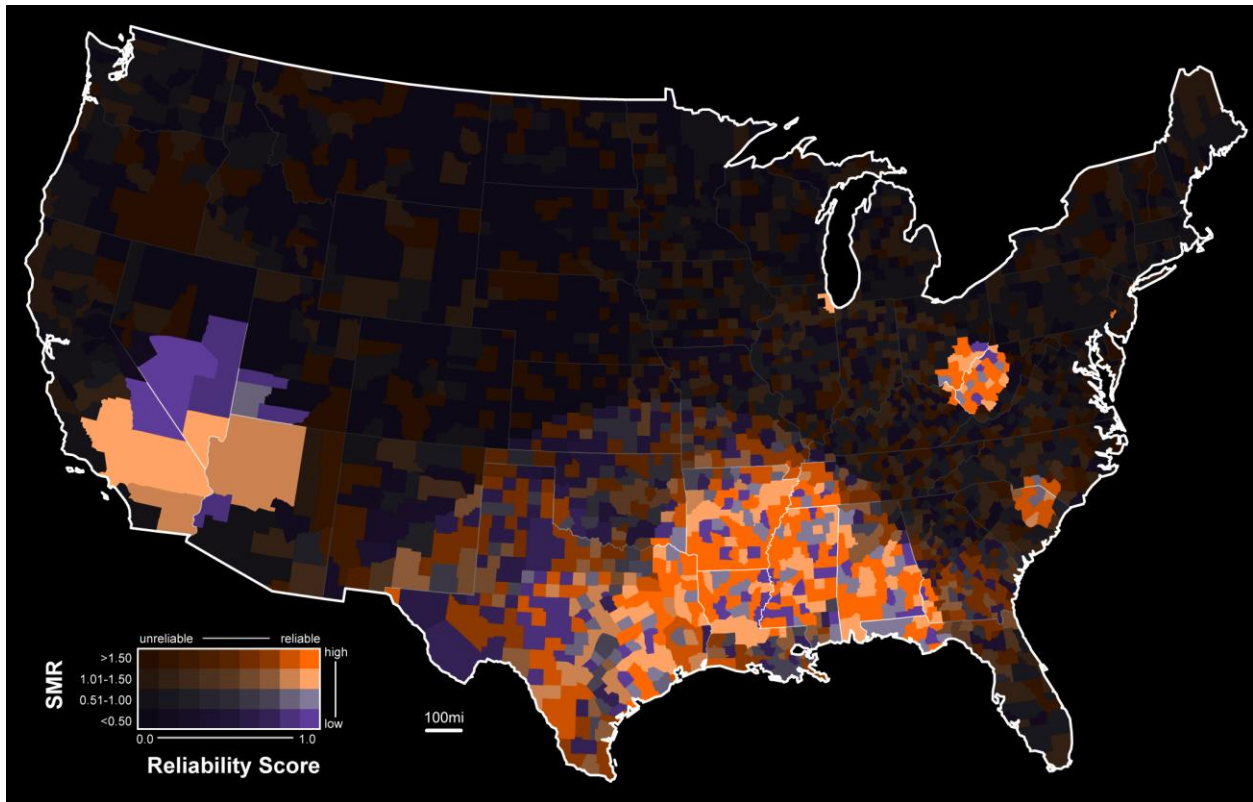 unreliable reliable
>1.50 high
1.01-1.50
0.51-1.00
<0.50 low
SMR
0.0 1.0
Reliability Score
100mi